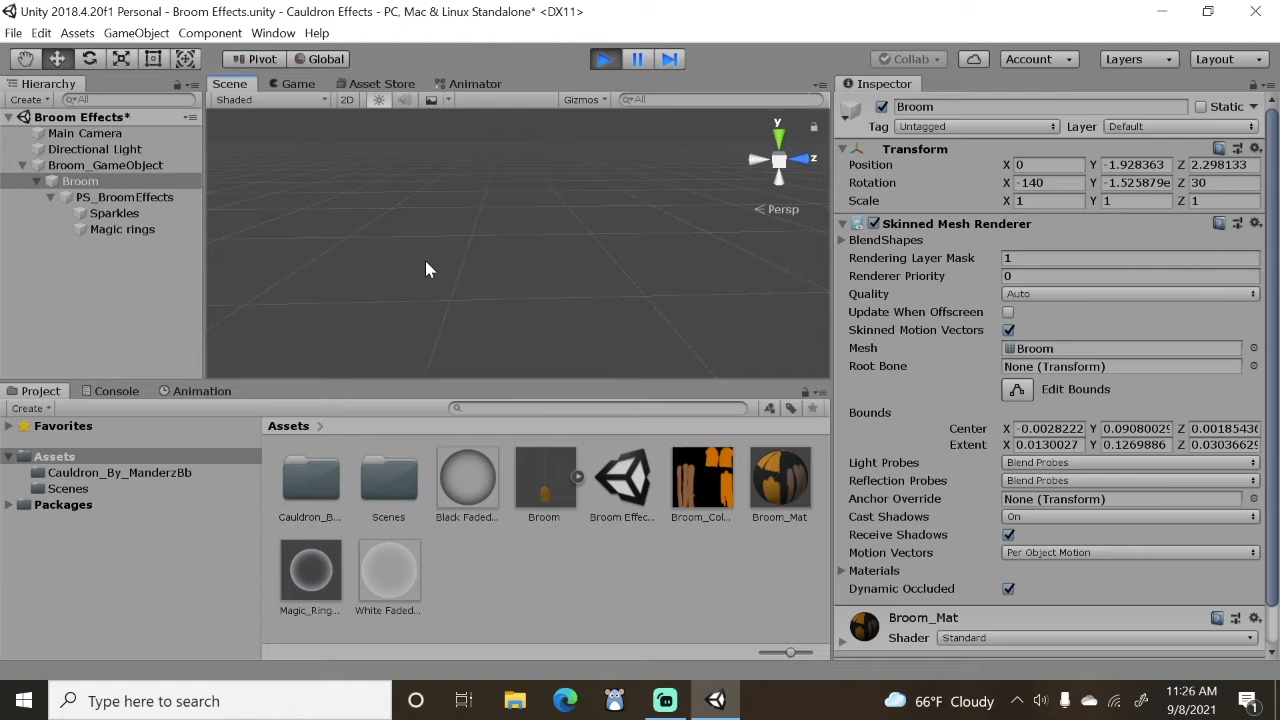 Unity 2018.4.20f1 Personal - Broom Effects.unity - Cauldron Effects - PC, Mac & Linux Standalone* <DX11>
File Edit Assets GameObject Component Window Help
Pivot Global Collab Account Layers Layout
Hierarchy
Create All
Broom Effects*
Main Camera
Directional Light
Broom_GameObject
Broom
PS_BroomEffects
Sparkles
Magic rings
Scene Game Asset Store Animator
Shaded 2D Gizmos All
y
z
Persp
Inspector
Broom Static
Tag Untagged Layer Default
Transform
Position X 0 Y -1.928363 Z 2.298133
Rotation X -140 Y -1.525879e Z 30
Scale X 1 Y 1 Z 1
Skinned Mesh Renderer
BlendShapes
Rendering Layer Mask 1
Renderer Priority 0
Quality Auto
Update When Offscreen
Skinned Motion Vectors
Mesh Broom
Root Bone None (Transform)
Edit Bounds
Bounds
Center X -0.0028222 Y 0.0908002 Z 0.0018543
Extent X 0.0130027 Y 0.1269886 Z 0.0303662
Light Probes Blend Probes
Reflection Probes Blend Probes
Anchor Override None (Transform)
Cast Shadows On
Receive Shadows
Motion Vectors Per Object Motion
Materials
Dynamic Occluded
Broom_Mat
Shader Standard
Project Console Animation
Create
Favorites
Assets
Cauldron_By_ManderzBb
Scenes
Packages
Assets
Cauldron_B... Scenes Black Faded... Broom Broom Effec... Broom_Col... Broom_Mat
Magic_Ring... White Faded...
Type here to search
66°F Cloudy
11:26 AM
9/8/2021
1